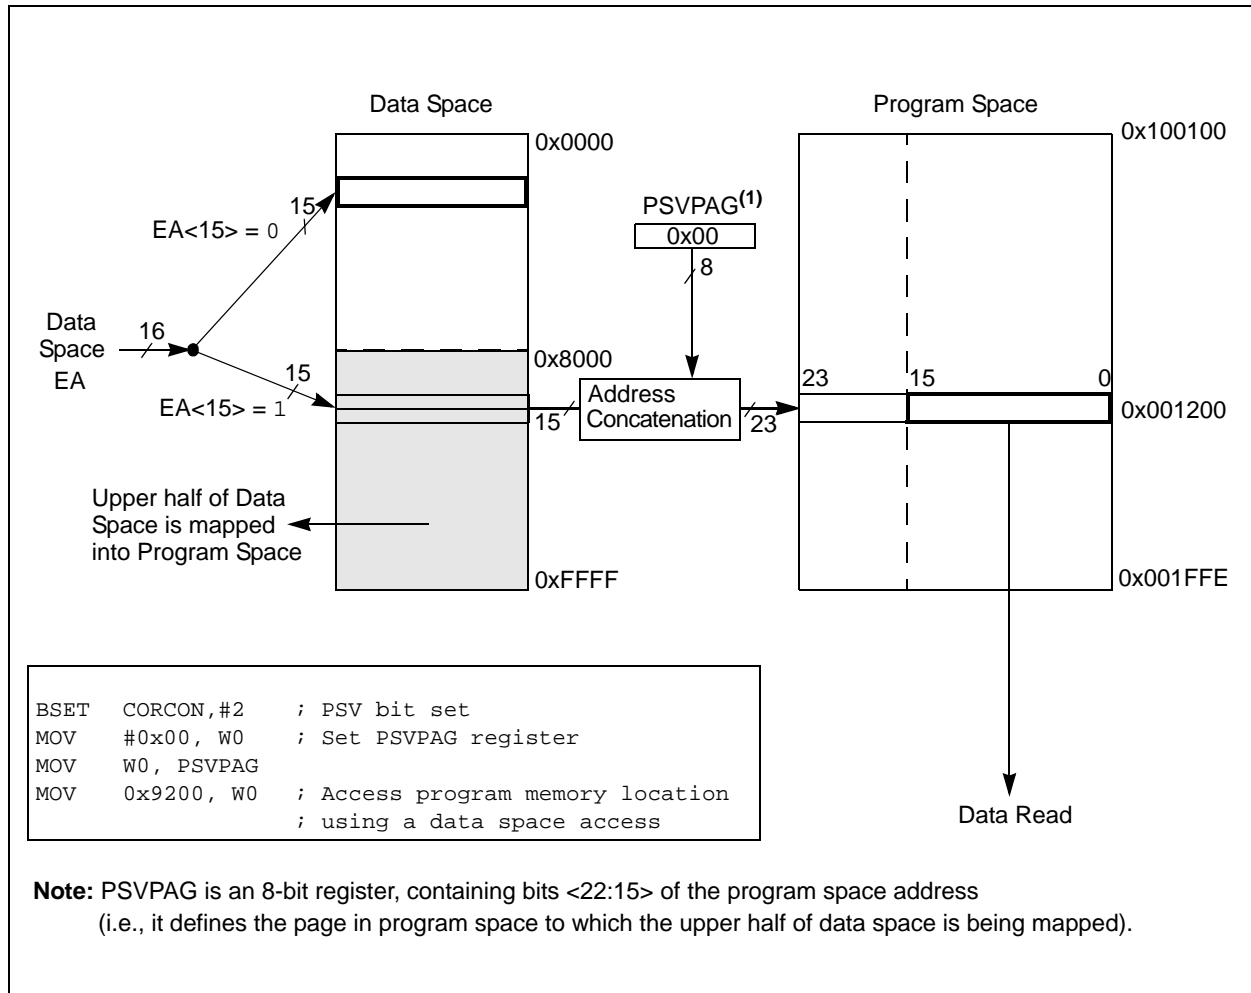 Data Space
Program Space
0x0000
0x100100
15
EA<15> = 0
PSVPAG(1)
0x00
8
Data
Space
EA
16
0x8000
15
EA<15> = 1
15
Address
Concatenation
23
23
15
0
0x001200
Upper half of Data
Space is mapped
into Program Space
0xFFFF
0x001FFE
BSET CORCON,#2 ; PSV bit set
MOV #0x00, W0 ; Set PSVPAG register
MOV W0, PSVPAG
MOV 0x9200, W0 ; Access program memory location
; using a data space access
Data Read
Note: PSVPAG is an 8-bit register, containing bits <22:15> of the program space address
(i.e., it defines the page in program space to which the upper half of data space is being mapped).